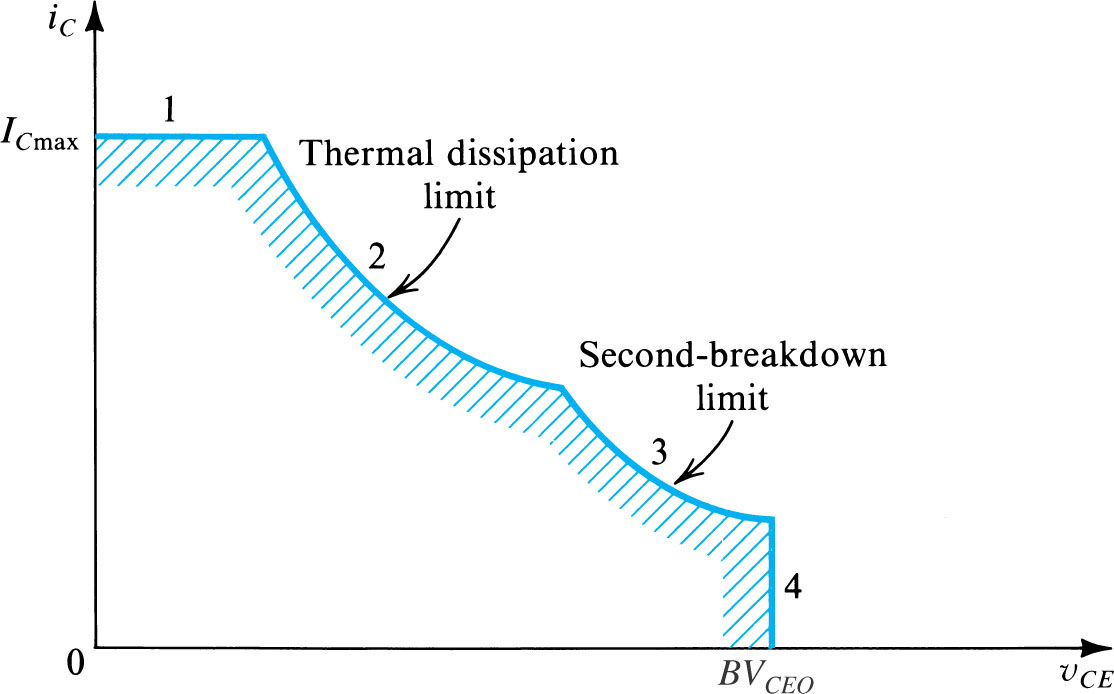 i_C
1
I_Cmax
Thermal dissipation
limit
2
Second-breakdown
limit
3
4
0
BV_CEO
v_CE